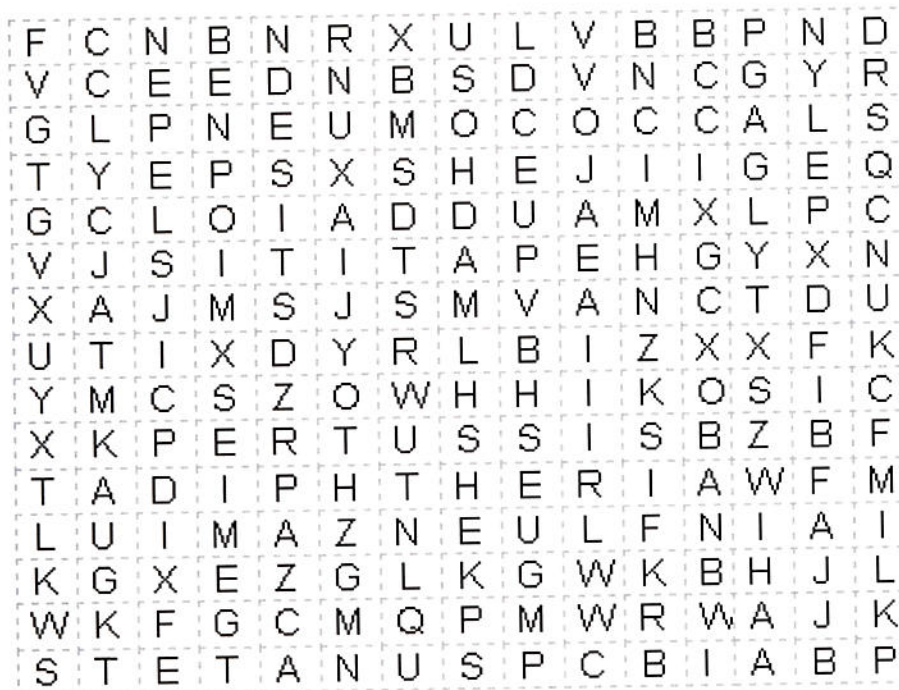 F C N B N R X U L V B B P N D
V C E E D N B S D V N C G Y R
G L P N E U M O C O C C A L S
T Y E P S X S H E J I I G E Q
G C L O I A D D U A M X L P C
V J S I T I T A P E H G Y X N
X A J M S J S M V A N C T D U
U T I X D Y R L B I Z X X F K
Y M C S Z O W H H I K O S I C
X K P E R T U S S I S B Z B F
T A D I P H T H E R I A W F M
L U I M A Z N E U L F N I A I
K G X E Z G L K G W K B H J L
W K F G C M Q P M W R W A J K
S T E T A N U S P C B I A B P